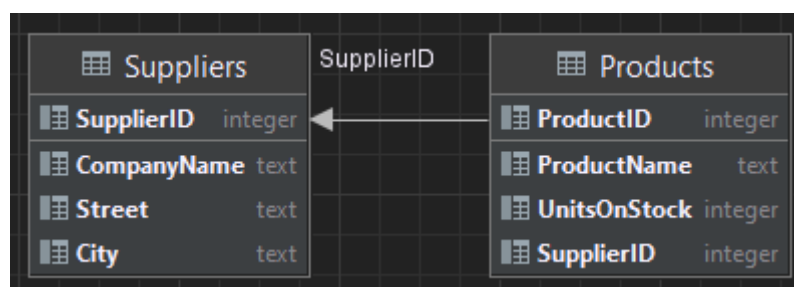 Suppliers
SupplierID integer
CompanyName text
Street text
City text
SupplierID
Products
ProductID integer
ProductName text
UnitsOnStock integer
SupplierID integer